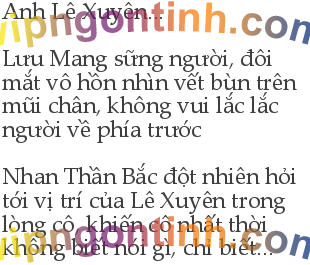 Anh Lê Xuyên...
vipngontinh.com
Lưu Mang sững người, đôi
mắt vô hồn nhìn vết bùn trên
mũi chân, không vui lắc lắc
người về phía trước
Nhan Thần Bắc đột nhiên hỏi
tới vị trí của Lê Xuyên trong
lòng cô, khiến cô nhất thời
không biết nói gì, chỉ biết...
vipngontinh.com